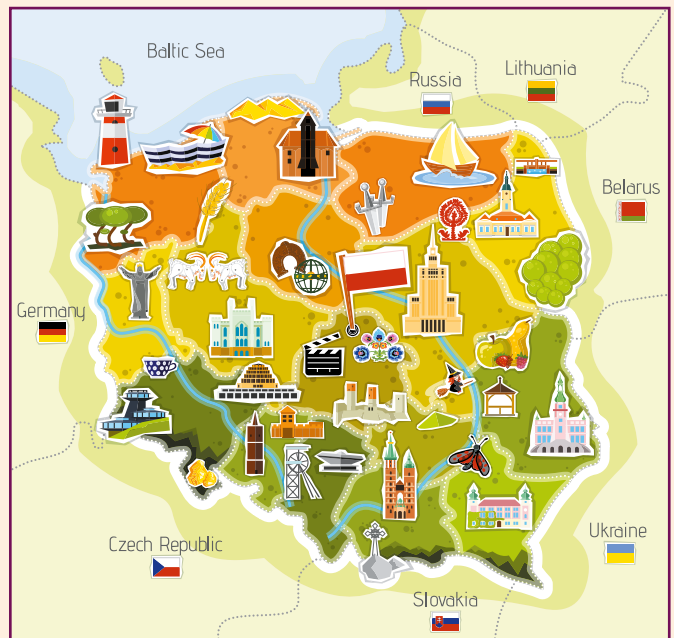 Baltic Sea
Lithuania
Russia
Belarus
Germany
Ukraine
Czech Republic
Slovakia